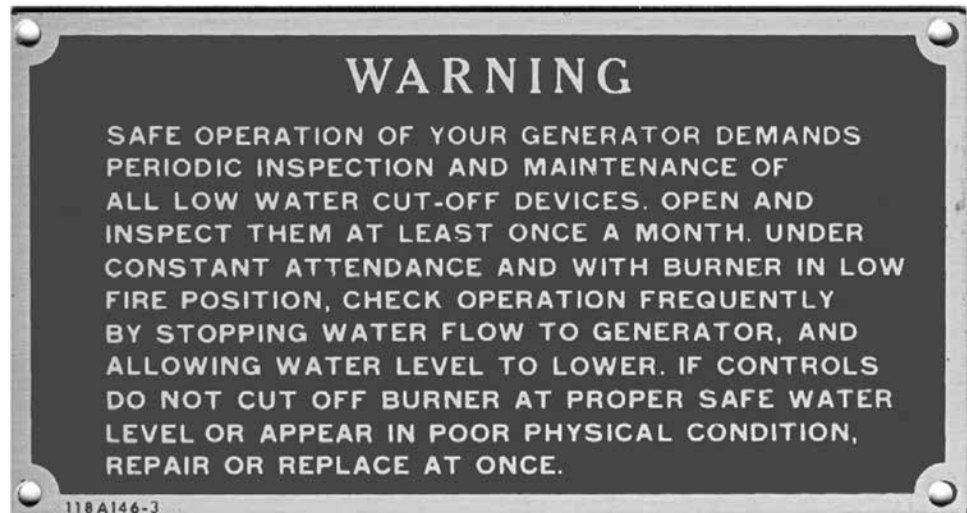 WARNING
SAFE OPERATION OF YOUR GENERATOR DEMANDS
PERIODIC INSPECTION AND MAINTENANCE OF
ALL LOW WATER CUT-OFF DEVICES. OPEN AND
INSPECT THEM AT LEAST ONCE A MONTH. UNDER
CONSTANT ATTENDANCE AND WITH BURNER IN LOW
FIRE POSITION, CHECK OPERATION FREQUENTLY
BY STOPPING WATER FLOW TO GENERATOR, AND
ALLOWING WATER LEVEL TO LOWER. IF CONTROLS
DO NOT CUT OFF BURNER AT PROPER SAFE WATER
LEVEL OR APPEAR IN POOR PHYSICAL CONDITION,
REPAIR OR REPLACE AT ONCE.
118A146-3